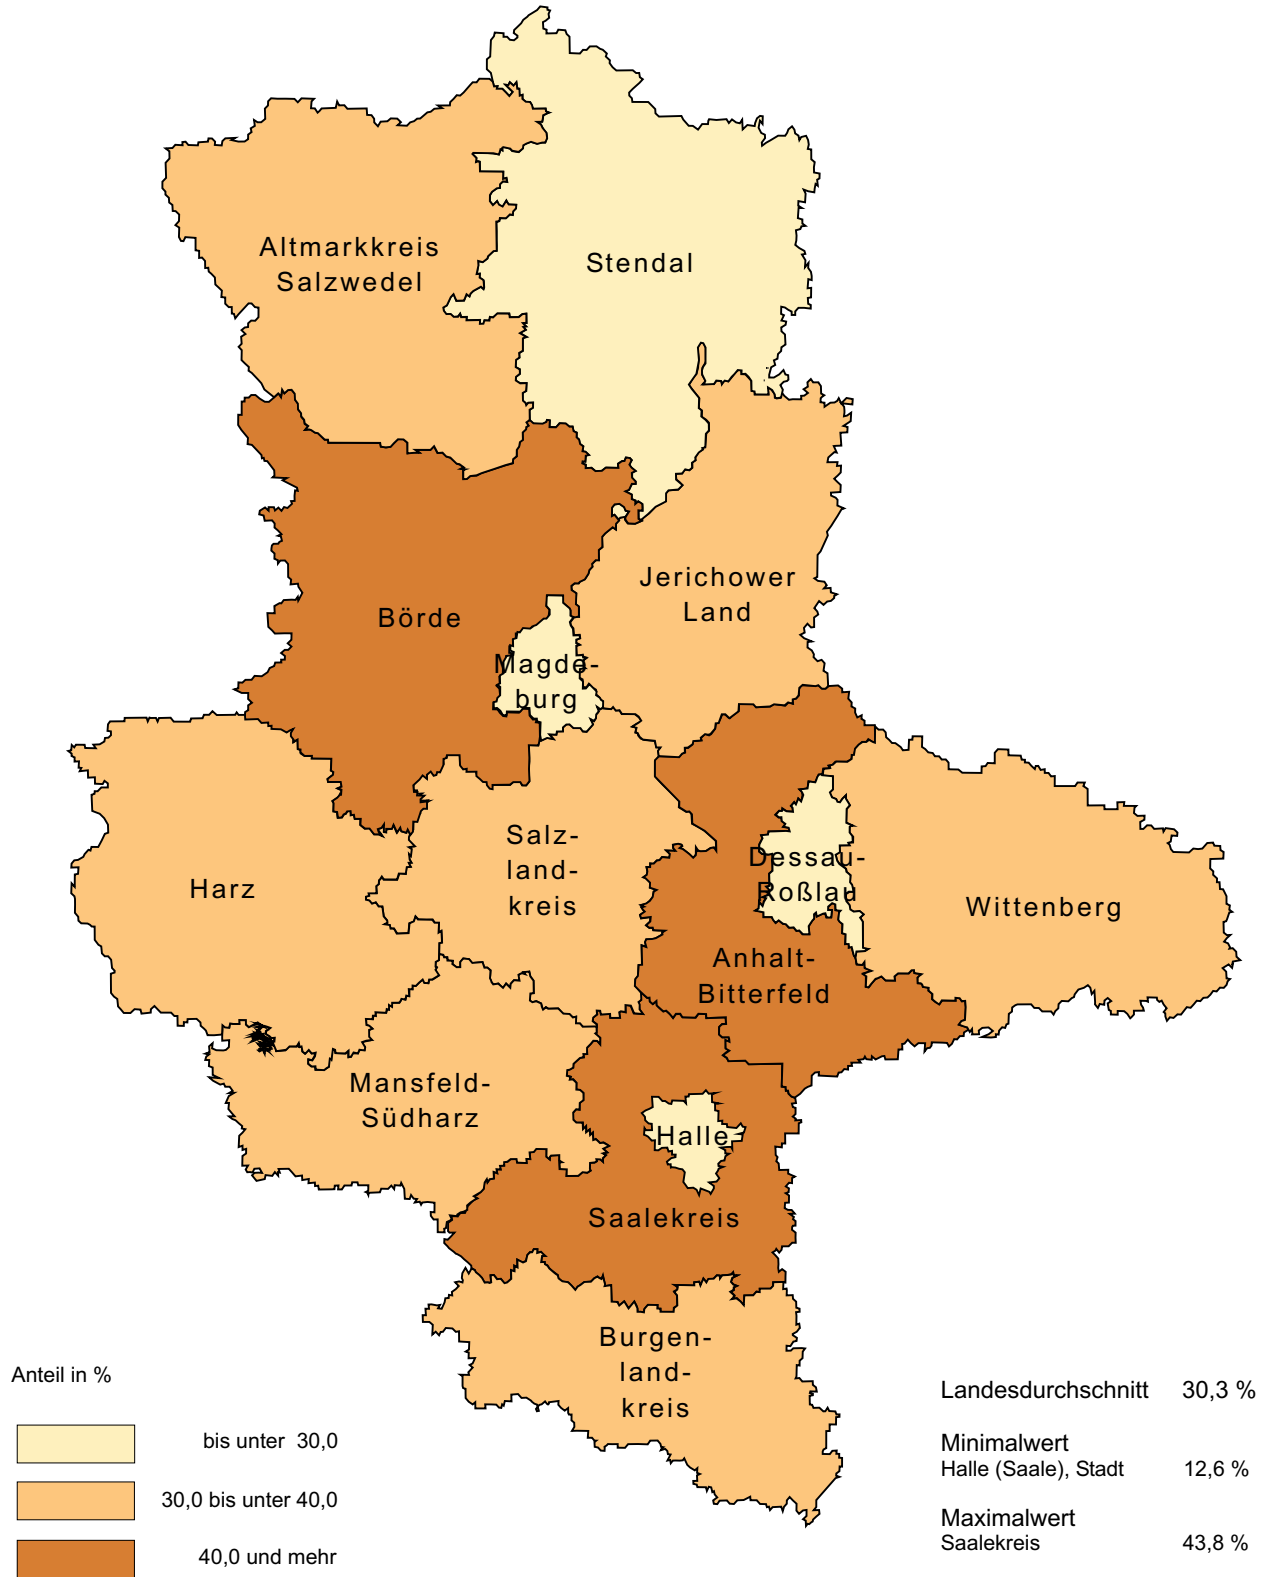 Altmarkkreis
Salzwedel
Stendal
Jerichower
Land
Börde
Magde-
burg
Salz-
land-
kreis
Harz
Dessau-
Roßlau
Wittenberg
Anhalt-
Bitterfeld
Mansfeld-
Südharz
Halle
Saalekreis
Burgen-
land-
kreis
Anteil in %
bis unter 30,0
30,0 bis unter 40,0
40,0 und mehr
Landesdurchschnitt 30,3 %
Minimalwert
Halle (Saale), Stadt 12,6 %
Maximalwert
Saalekreis 43,8 %